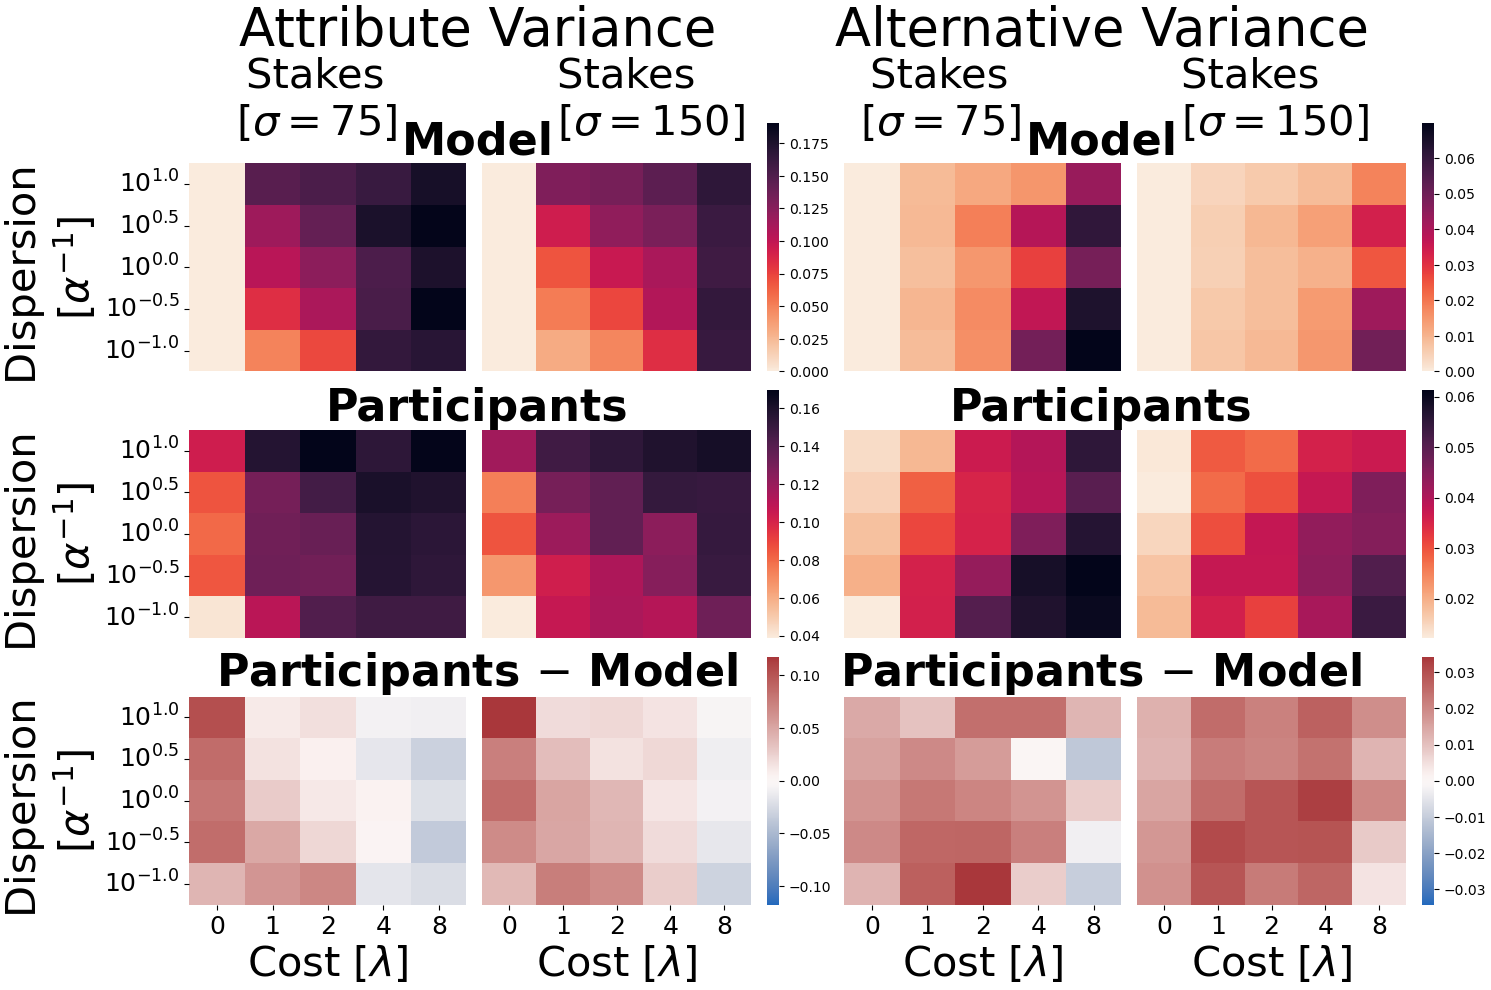 Attribute Variance
Alternative Variance
Stakes
[σ = 75]
Stakes
[σ = 150]
Stakes
[σ = 75]
Stakes
[σ = 150]
Model
Model
Dispersion
[α⁻¹]
10^1.0
10^0.5
10^0.0
10^−0.5
10^−1.0
0.175
0.150
0.125
0.100
0.075
0.050
0.025
0.000
0.06
0.05
0.04
0.03
0.02
0.01
0.00
Participants
Participants
Dispersion
[α⁻¹]
10^1.0
10^0.5
10^0.0
10^−0.5
10^−1.0
0.16
0.14
0.12
0.10
0.08
0.06
0.04
0.06
0.05
0.04
0.03
0.02
Participants − Model
Participants − Model
Dispersion
[α⁻¹]
10^1.0
10^0.5
10^0.0
10^−0.5
10^−1.0
0.10
0.05
0.00
−0.05
−0.10
0.03
0.02
0.01
0.00
−0.01
−0.02
−0.03
0 1 2 4 8
0 1 2 4 8
0 1 2 4 8
0 1 2 4 8
Cost [λ]
Cost [λ]
Cost [λ]
Cost [λ]